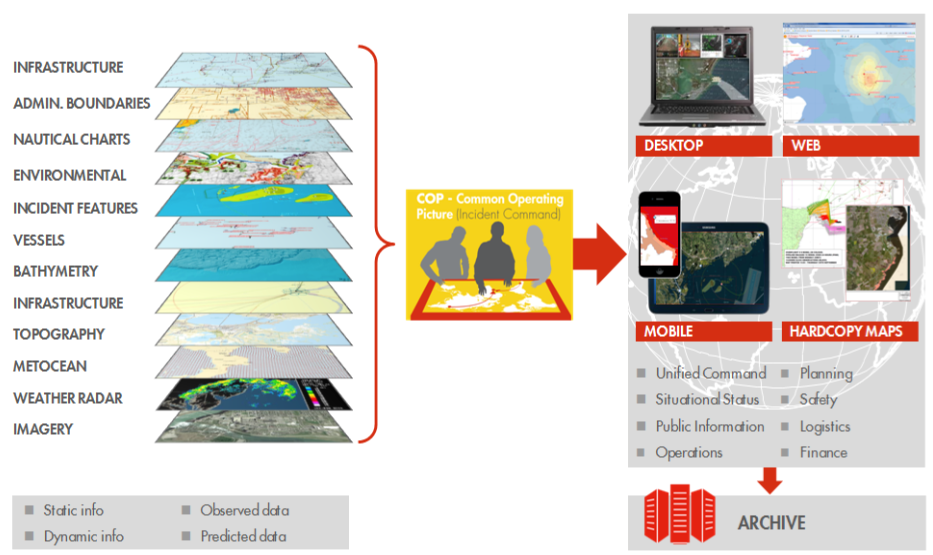 INFRASTRUCTURE
ADMIN. BOUNDARIES
NAUTICAL CHARTS
ENVIRONMENTAL
INCIDENT FEATURES
VESSELS
BATHYMETRY
INFRASTRUCTURE
TOPOGRAPHY
METOCEAN
WEATHER RADAR
IMAGERY
Static info
Dynamic info
Observed data
Predicted data
COP - Common Operating
Picture (Incident Command)
DESKTOP
WEB
SAMSUNG
MOBILE
HARDCOPY MAPS
Unified Command
Situational Status
Public Information
Operations
Planning
Safety
Logistics
Finance
ARCHIVE